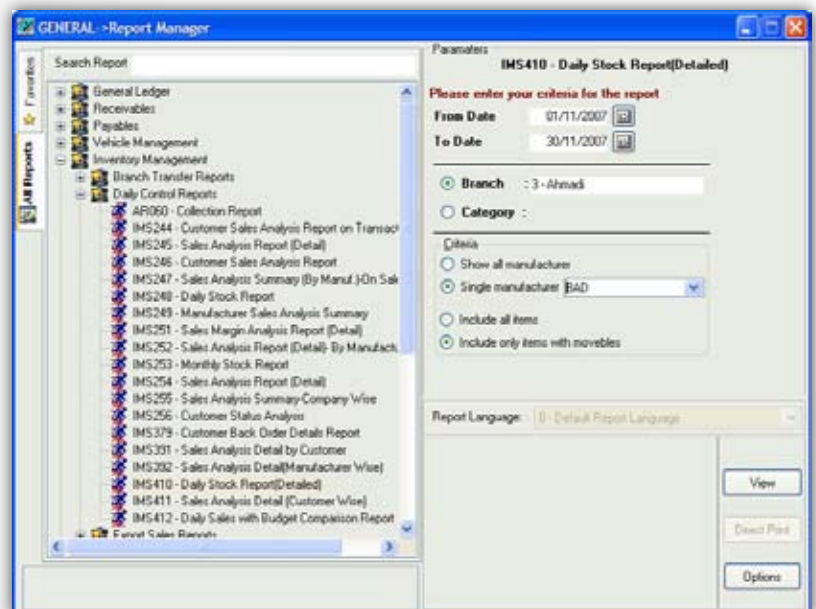 GENERAL->Report Manager
Favorites
All Reports
Search Report
General Ledger
Receivables
Payables
Vehicle Management
Inventory Management
Branch Transfer Reports
Daily Control Reports
AR060 - Collection Report
IMS244 - Customer Sales Analysis Report on Transact
IMS245 - Sales Analysis Report (Detail)
IMS246 - Customer Sales Analysis Report
IMS247 - Sales Analysis Summary (By Manuf.)-On Sak
IMS248 - Daily Stock Report
IMS249 - Manufacturer Sales Analysis Summary
IMS251 - Sales Margin Analysis Report (Detail)
IMS252 - Sales Analysis Report (Detail)- By Manufact.
IMS253 - Monthly Stock Report
IMS254 - Sales Analysis Report (Detail)
IMS255 - Sales Analysis Summary-Company Wise
IMS256 - Customer Status Analysis
IMS379 - Customer Back Order Details Report
IMS391 - Sales Analysis Detail by Customer
IMS392 - Sales Analysis Detail(Manufacturer Wise)
IMS410 - Daily Stock Report(Detailed)
IMS411 - Sales Analysis Detail (Customer Wise)
IMS412 - Daily Sales with Budget Comparison Report
Export Sales Reports
Paramaters
IMS410 - Daily Stock Report(Detailed)
Please enter your criteria for the report
From Date 01/11/2007
To Date 30/11/2007
Branch : 3 - Ahmadi
Category :
Criteria
Show all manufacturer
Single manufacturer BAD
Include all items
Include only items with movebles
Report Language: 0 - Default Report Language
View
Direct Print
Options